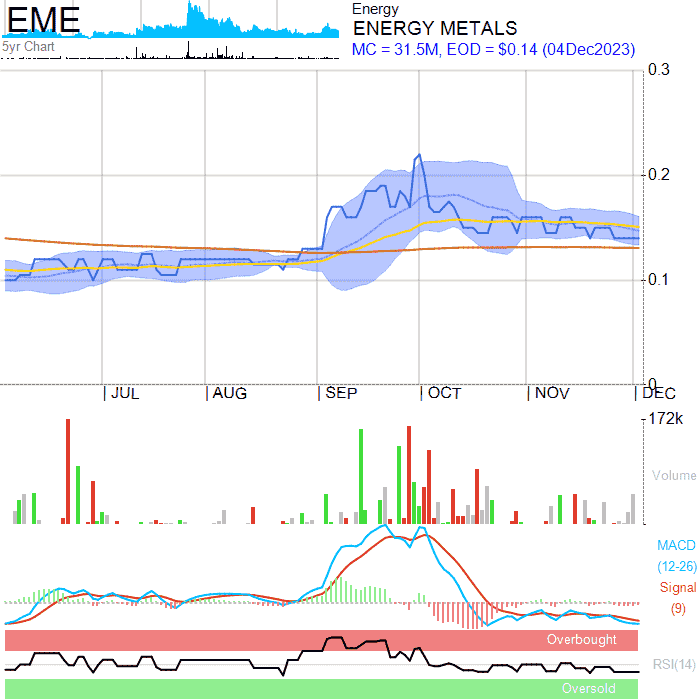 EME
5yr Chart
Energy
ENERGY METALS
MC = 31.5M, EOD = $0.14 (04Dec2023)
0.3
0.2
0.1
0
JUL AUG SEP OCT NOV DEC
172k
Volume
MACD
(12-26)
Signal
(9)
Overbought
RSI(14)
Oversold